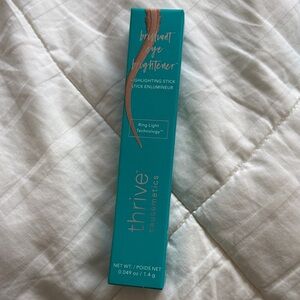 brilliant
eye
brightener™
HIGHLIGHTING STICK
STICK ENLUMINEUR
Ring Light
Technology™
thrive
causemetics
NET WT. / POIDS NET
0.049 oz / 1.4 g